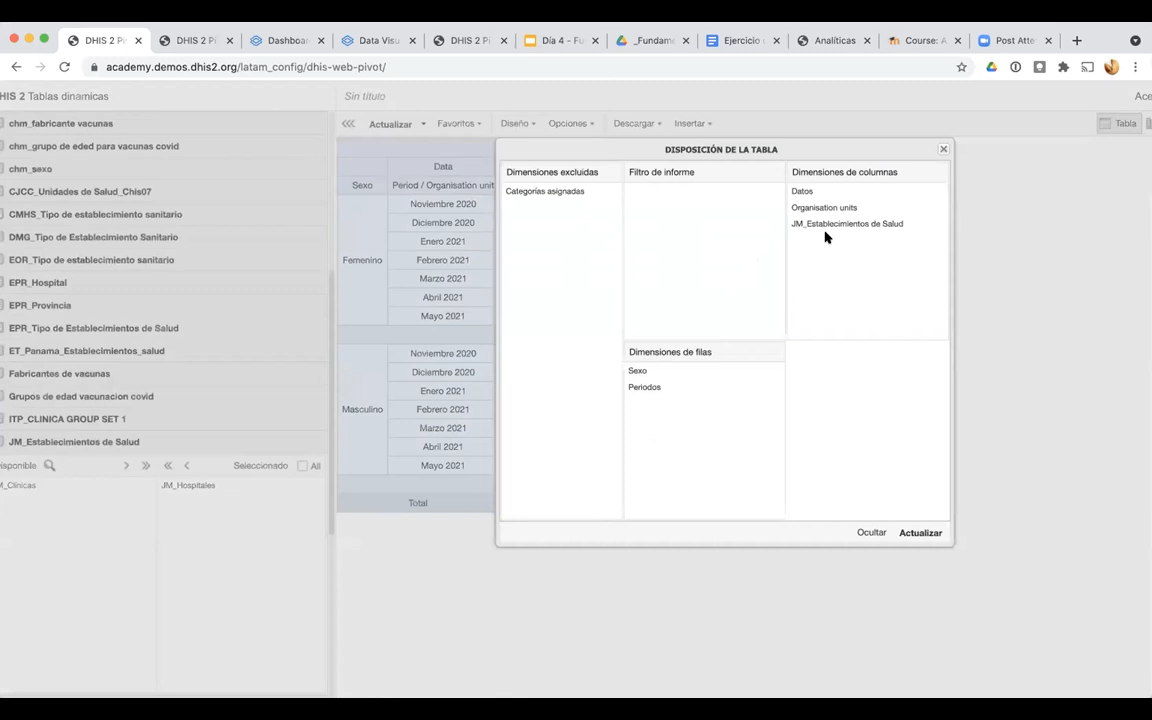 DHIS 2 Pi
DHIS 2 Pi
Dashboar
Data Visu
DHIS 2 Pi
Día 4 - Fu
_Fundame
Ejercicio
Analíticas
Course: A
Post Atte
academy.demos.dhis2.org/latam_config/dhis-web-pivot/
HIS 2 Tablas dinamicas
Sin título
Ace
chm_fabricante vacunas
Actualizar
Favoritos
Diseño
Opciones
Descargar
Insertar
Tabla
chm_grupo de eded para vacunas covid
chm_sexo
CJCC_Unidades de Salud_Chis07
CMHS_Tipo de establecimiento sanitario
DMG_Tipo de Establecimiento Sanitario
EOR_Tipo de establecimiento sanitario
EPR_Hospital
EPR_Provincia
EPR_Tipo de Establecimientos de Salud
ET_Panama_Establecimientos_salud
Fabricantes de vacunas
Grupos de edad vacunacion covid
ITP_CLINICA GROUP SET 1
JM_Establecimientos de Salud
isponible
Seleccionado
All
M_Clínicas
JM_Hospitales
Data
Sexo
Period / Organisation unit
Femenino
Noviembre 2020
Diciembre 2020
Enero 2021
Febrero 2021
Marzo 2021
Abril 2021
Mayo 2021
Masculino
Noviembre 2020
Diciembre 2020
Enero 2021
Febrero 2021
Marzo 2021
Abril 2021
Mayo 2021
Total
DISPOSICIÓN DE LA TABLA
Dimensiones excluidas
Categorías asignadas
Filtro de informe
Dimensiones de columnas
Datos
Organisation units
JM_Establecimientos de Salud
Dimensiones de filas
Sexo
Periodos
Ocultar
Actualizar